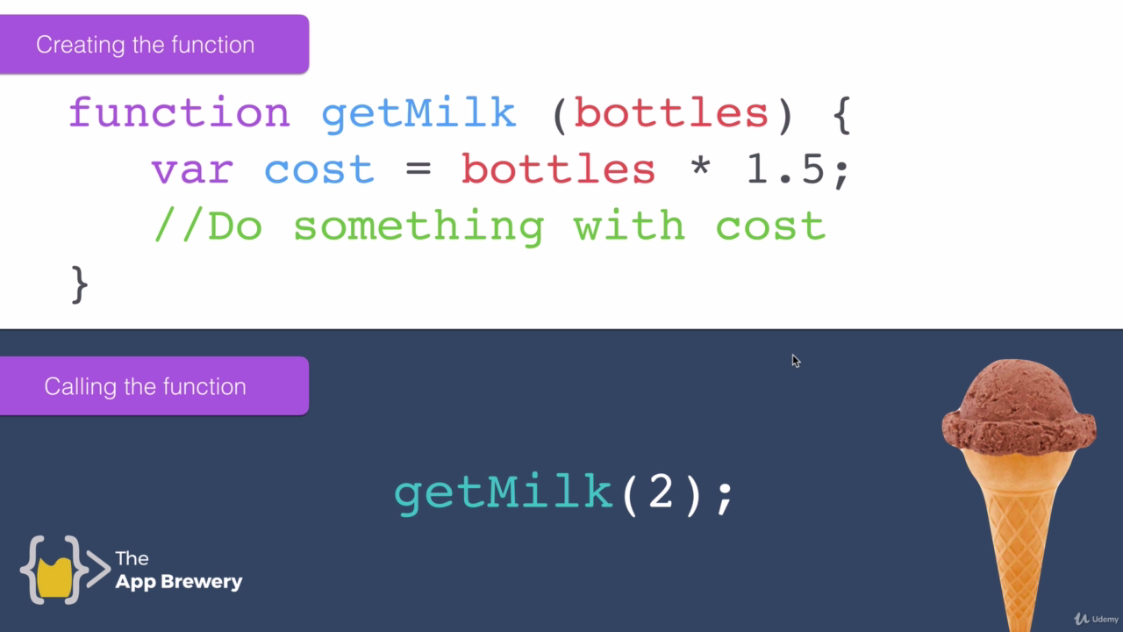 Creating the function
function getMilk (bottles) {
var cost = bottles * 1.5;
//Do something with cost
}
Calling the function
getMilk(2);
The
App Brewery
Udemy